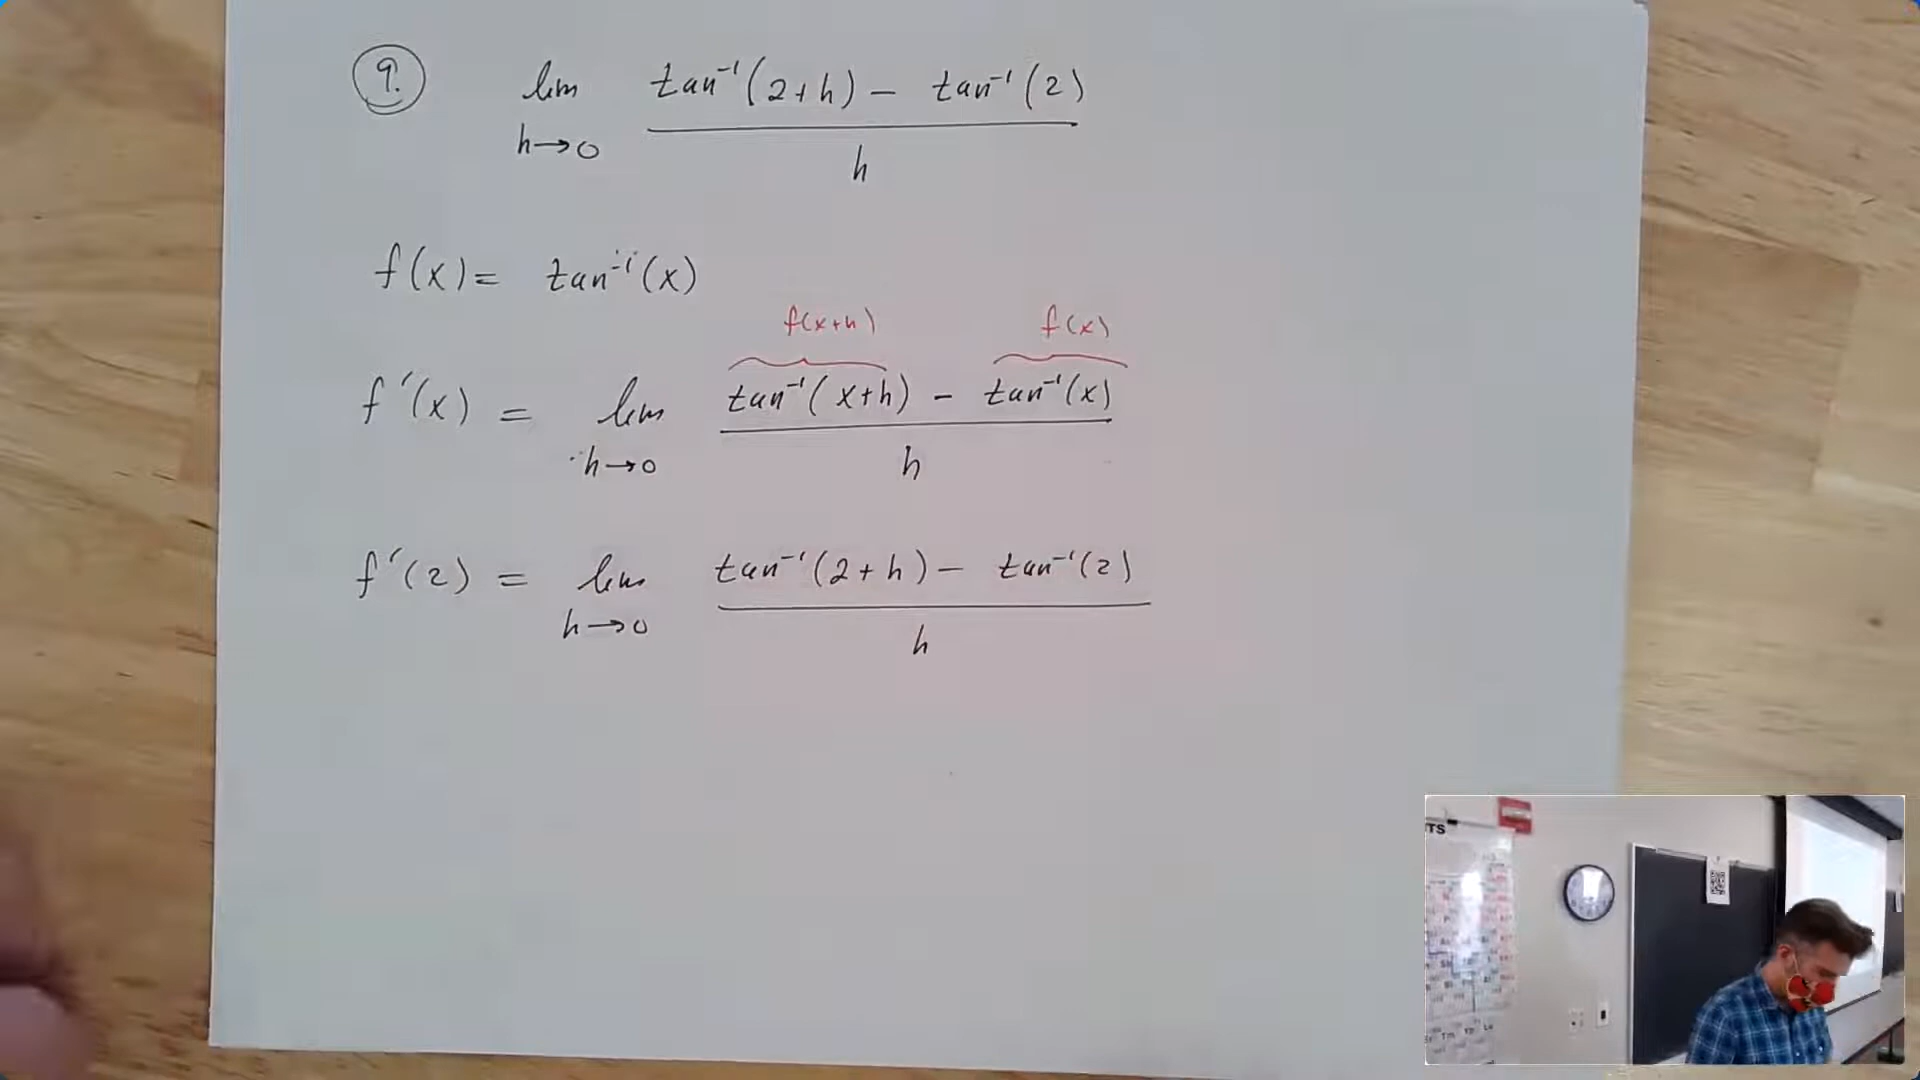 9.
lim tan⁻¹(2+h) − tan⁻¹(2)
h→0 h
f(x) = tan⁻¹(x)
f(x+h) f(x)
f′(x) = lim tan⁻¹(x+h) − tan⁻¹(x)
h→0 h
f′(2) = lim tan⁻¹(2+h) − tan⁻¹(2)
h→0 h
TS